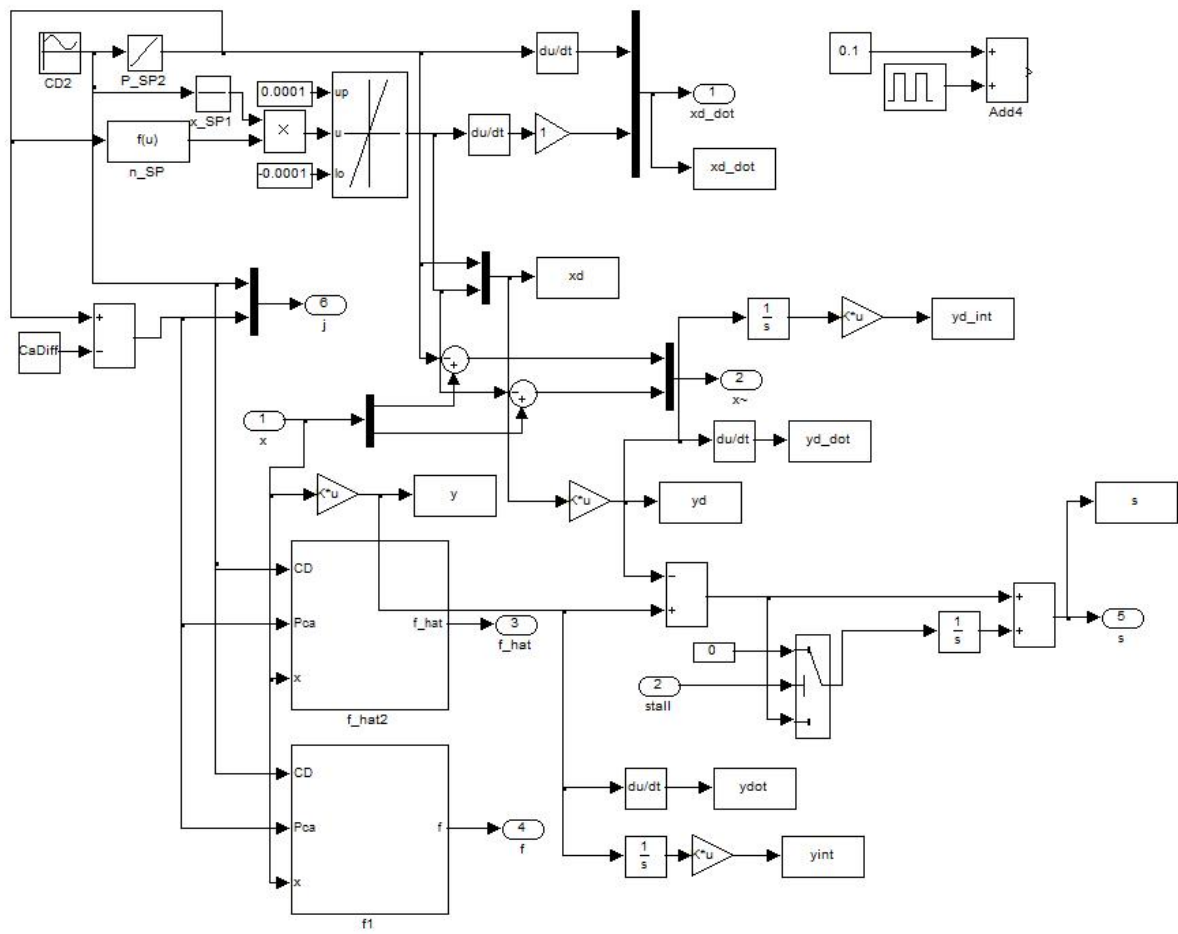 CD2
P_SP2
du/dt
0.1
Add4
x_SP1
0.0001
up
u
lo
-0.0001
f(u)
n_SP
du/dt
1
1
xd_dot
xd_dot
xd
6
j
+
-
CaDiff
1
s
K*u
yd_int
-
+
-
+
2
x~
1
x
du/dt
yd_dot
K*u
y
K*u
yd
s
CD
Pca
x
f_hat
f_hat2
3
f_hat
-
+
0
2
stall
1
s
+
+
5
s
CD
Pca
x
f
f1
4
f
du/dt
ydot
1
s
K*u
yint
+
+